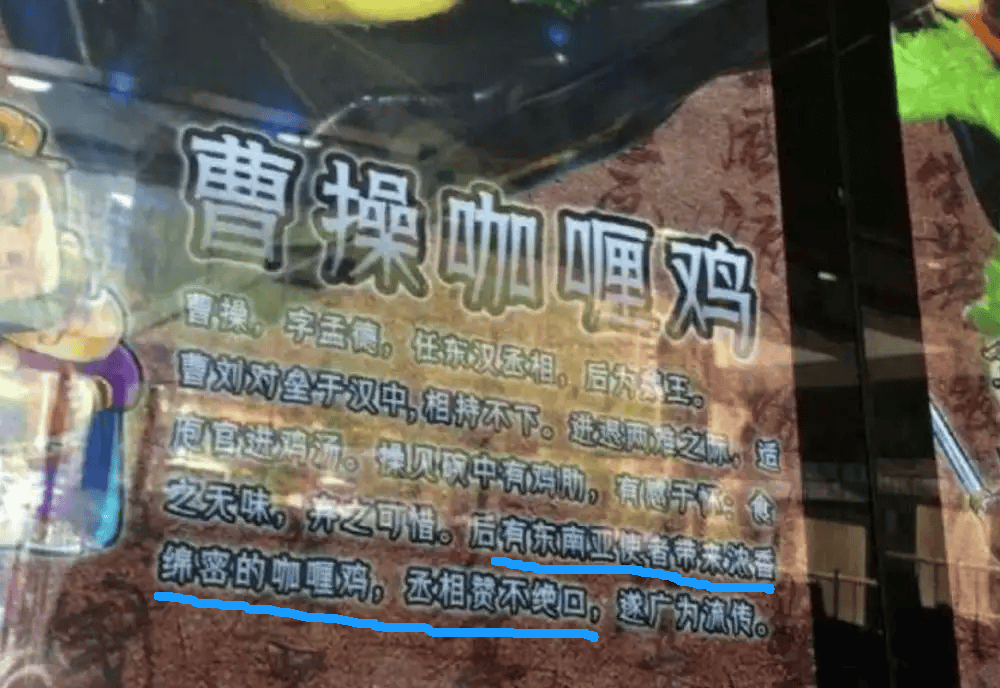 曹操咖喱鸡
曹操，字孟德，任东汉丞相，后为魏王。
曹刘对垒于汉中，相持不下。进退两难之际，适
庖官进鸡汤。操见碗中有鸡肋，有感于怀：食
之无味，弃之可惜。后有东南亚使者带来浓香
绵密的咖喱鸡，丞相赞不绝口，遂广为流传。